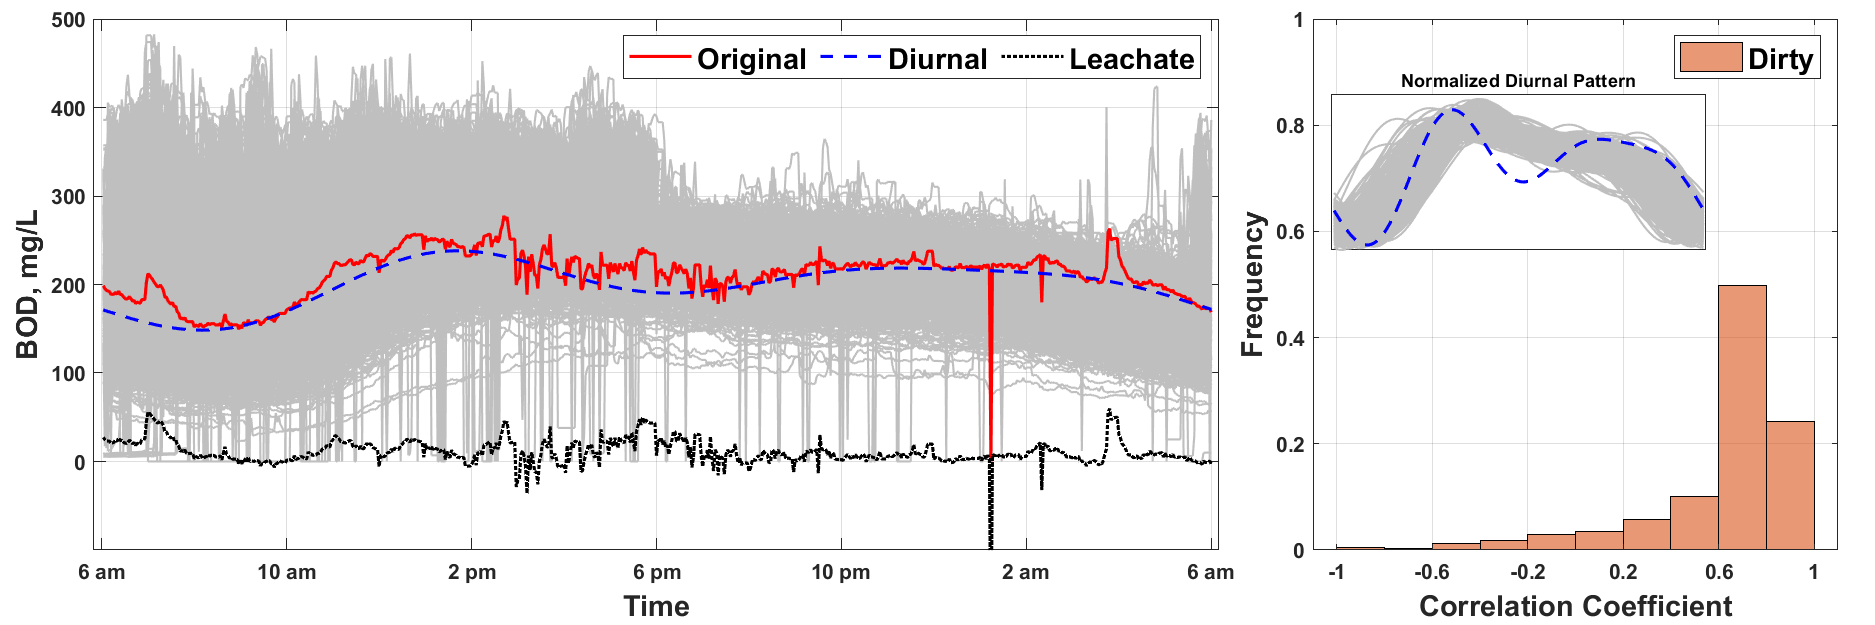 500
400
300
200
100
0
BOD, mg/L
Original Diurnal Leachate
6 am 10 am 2 pm 6 pm 10 pm 2 am 6 am
Time
1
0.8
0.6
0.4
0.2
0
Frequency
Dirty
Normalized Diurnal Pattern
-1 -0.6 -0.2 0.2 0.6 1
Correlation Coefficient